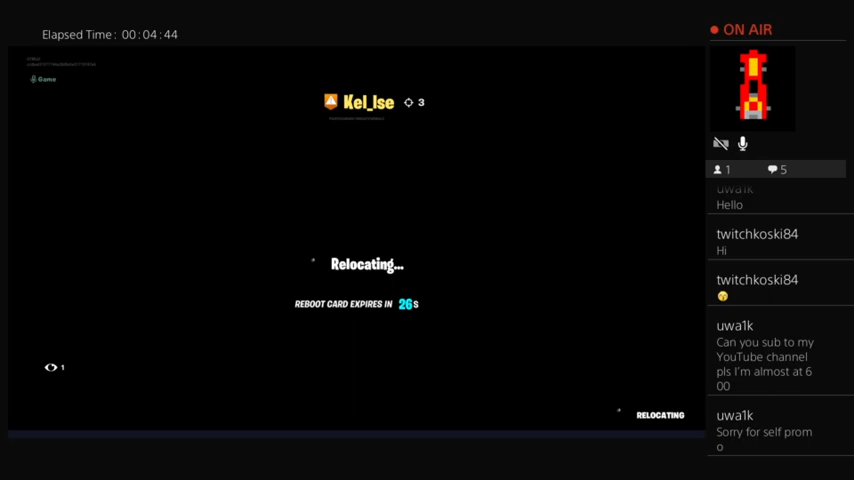 Elapsed Time: 00:04:44
ON AIR
Game
Kel_Ise 3
1 5
uwa1k
Hello
twitchkoski84
Hi
Relocating...
twitchkoski84
REBOOT CARD EXPIRES IN 26S
uwa1k
Can you sub to my
YouTube channel
pls I'm almost at 6
00
1
RELOCATING
uwa1k
Sorry for self prom
o